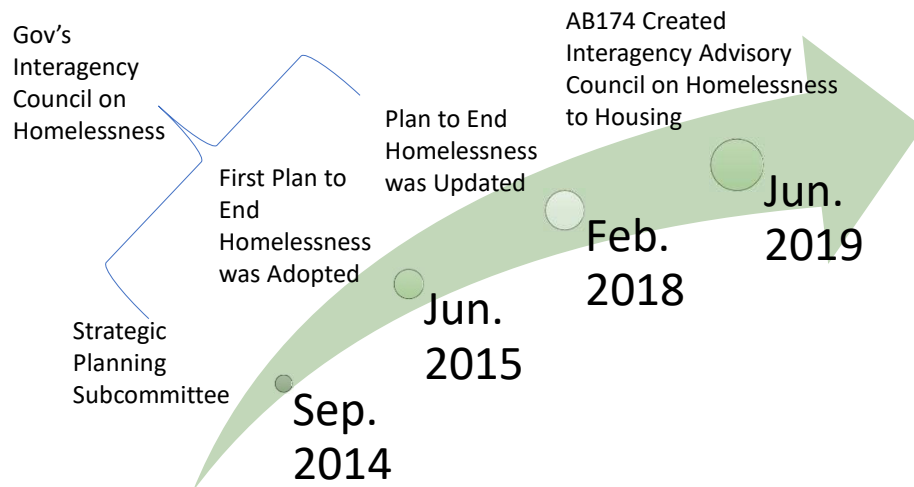 Gov's
Interagency
Council on
Homelessness
Strategic
Planning
Subcommittee
Sep.
2014
First Plan to
End
Homelessness
was Adopted
Jun.
2015
Plan to End
Homelessness
was Updated
Feb.
2018
AB174 Created
Interagency Advisory
Council on Homelessness
to Housing
Jun.
2019